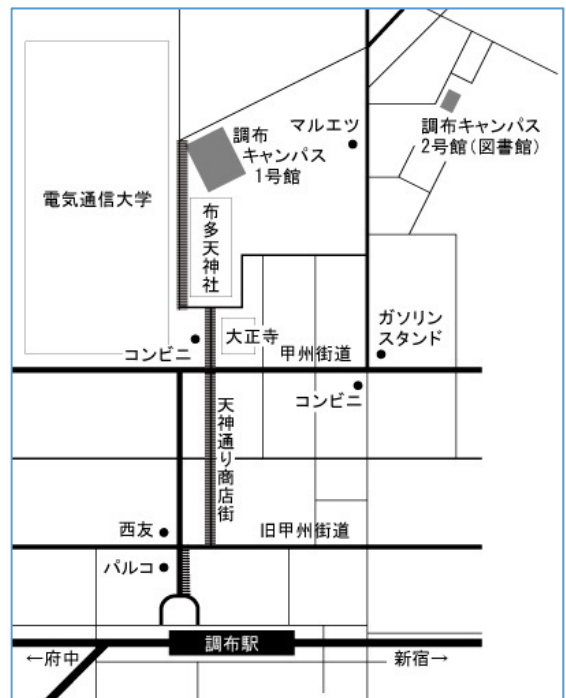 調布
キャンパス
1号館
マルエツ
調布キャンパス
2号館(図書館)
電気通信大学
布多天神社
ガソリン
スタンド
大正寺
コンビニ
甲州街道
コンビニ
天神通り商店街
西友
旧甲州街道
パルコ
調布駅
←府中
新宿→